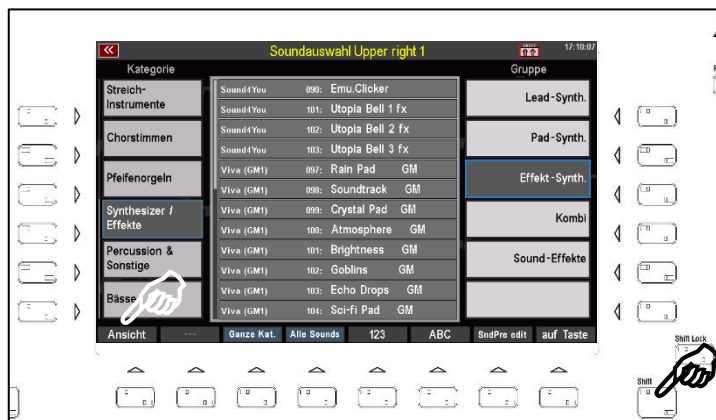 Soundauswahl Upper right 1
SHIFT
17:18:07
Kategorie
Gruppe
Streich-
Instrumente
Chorstimmen
Pfeifenorgeln
Synthesizer /
Effekte
Percussion &
Sonstige
Bässe
Sound4You 090: Emu.Clicker
Sound4You 101: Utopia Bell 1 fx
Sound4You 102: Utopia Bell 2 fx
Sound4You 103: Utopia Bell 3 fx
Viva (GM1) 097: Rain Pad GM
Viva (GM1) 098: Soundtrack GM
Viva (GM1) 099: Crystal Pad GM
Viva (GM1) 100: Atmosphere GM
Viva (GM1) 101: Brightness GM
Viva (GM1) 102: Goblins GM
Viva (GM1) 103: Echo Drops GM
Viva (GM1) 104: Sci-fi Pad GM
Lead-Synth.
Pad-Synth.
Effekt-Synth.
Kombi
Sound-Effekte
Ansicht --- Ganze Kat. Alle Sounds 123 ABC SndPre edit auf Taste
Shift Lock
Shift